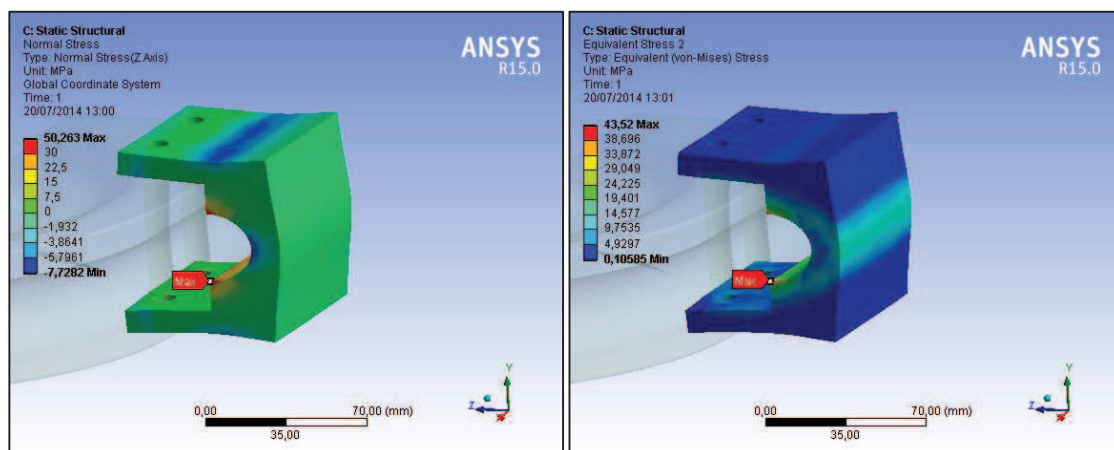 C: Static Structural
Normal Stress
Type: Normal Stress(Z Axis)
Unit: MPa
Global Coordinate System
Time: 1
20/07/2014 13:00
ANSYS
R15.0
50,263 Max
30
22,5
15
7,5
0
-1,932
-3,8641
-5,7961
-7,7282 Min
Max
Y
Z
X
0,00
70,00 (mm)
35,00
C: Static Structural
Equivalent Stress 2
Type: Equivalent (von-Mises) Stress
Unit: MPa
Time: 1
20/07/2014 13:01
ANSYS
R15.0
43,52 Max
38,696
33,872
29,049
24,225
19,401
14,577
9,7535
4,9297
0,10585 Min
Max
Y
Z
X
0,00
70,00 (mm)
35,00